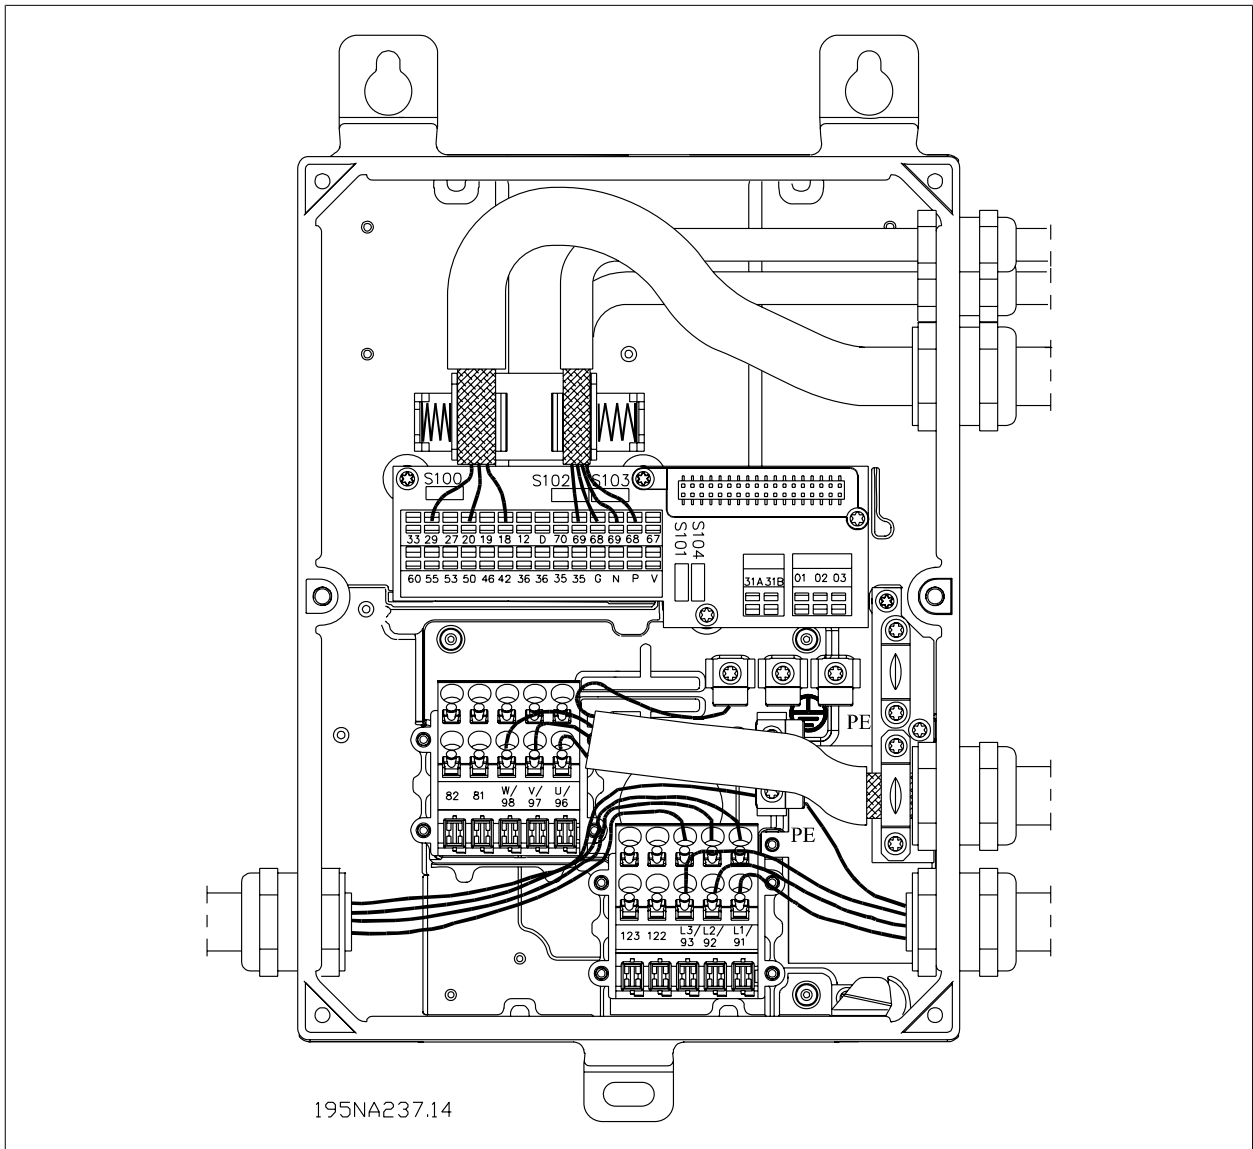 S100
S102
S103
33 29 27 20 19 18 12 D 70 69 68 69 68 67
60 55 53 50 46 42 36 36 35 35 G N P V
S101
S104
31A 31B
01 02 03
PE
82 81 W/ V/ U/
98 97 96
PE
123 122 L3/ L2/ L1/
93 92 91
195NA237.14